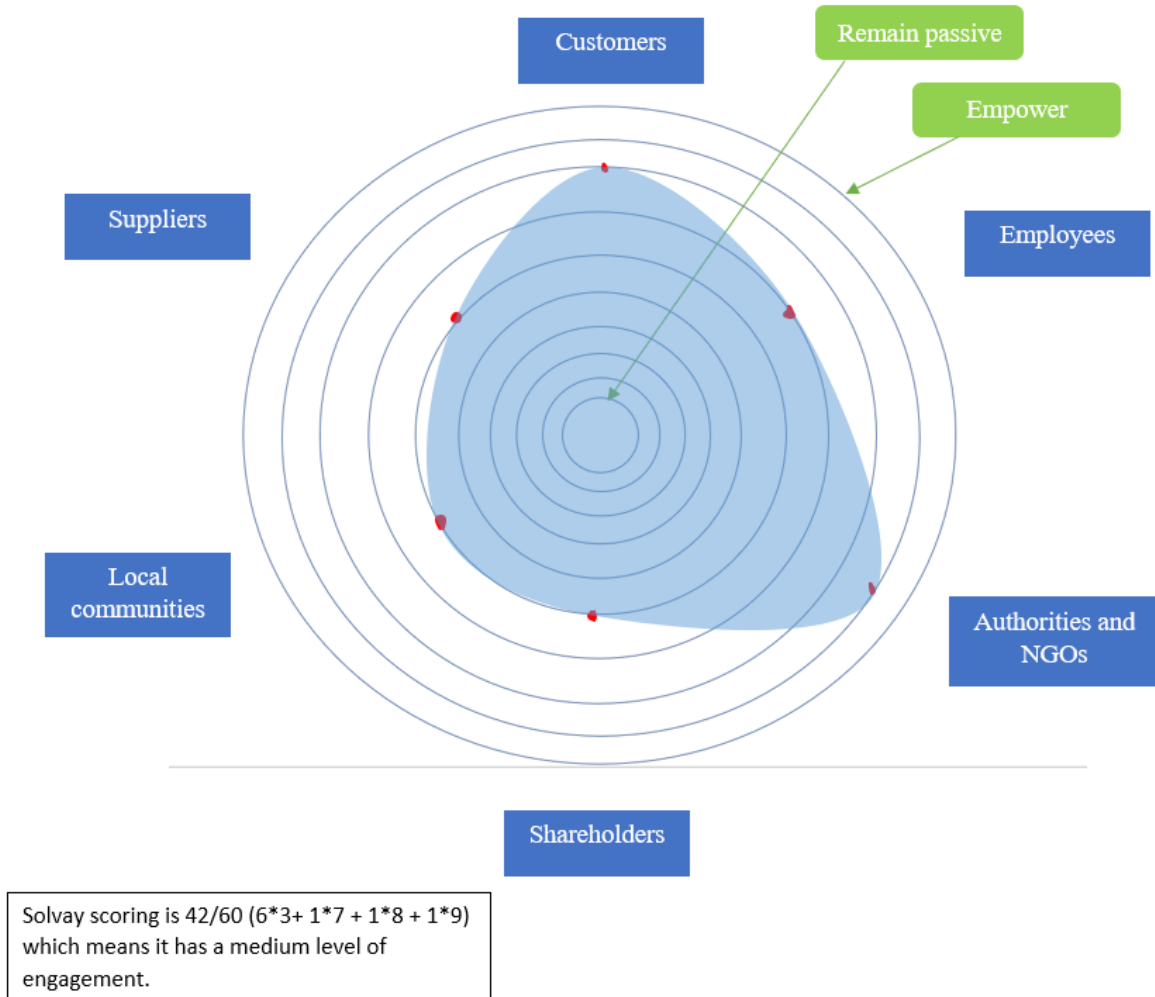 Customers
Remain passive
Empower
Suppliers
Employees
Local
communities
Authorities and
NGOs
Shareholders
Solvay scoring is 42/60 (6*3+ 1*7 + 1*8 + 1*9)
which means it has a medium level of
engagement.